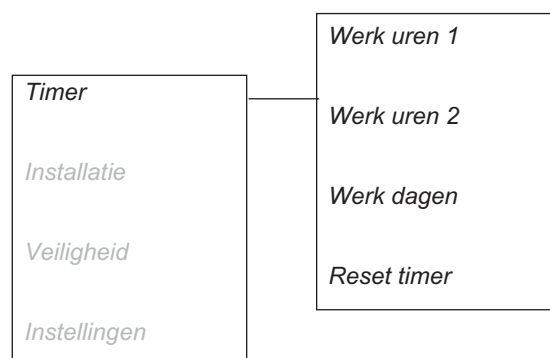 Timer
Installatie
Veiligheid
Instellingen
Werk uren 1
Werk uren 2
Werk dagen
Reset timer